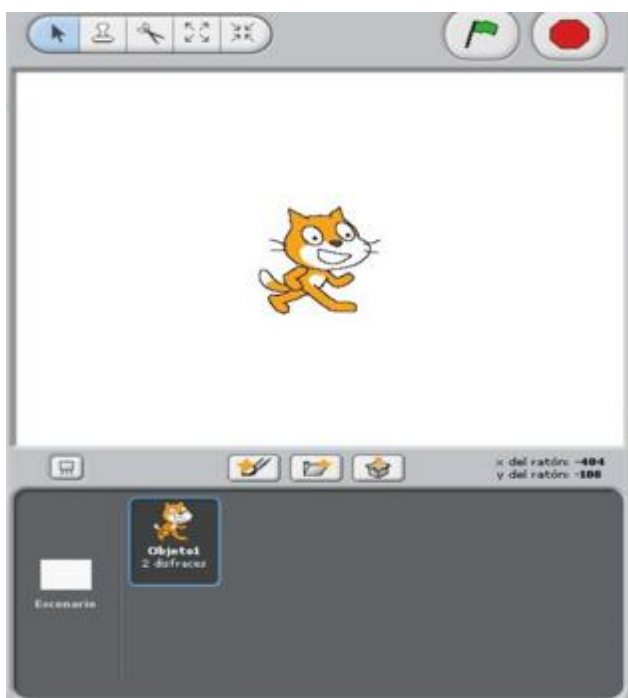 x del ratón: -404
y del ratón: -108
Objeto1
2 disfraces
Escenario